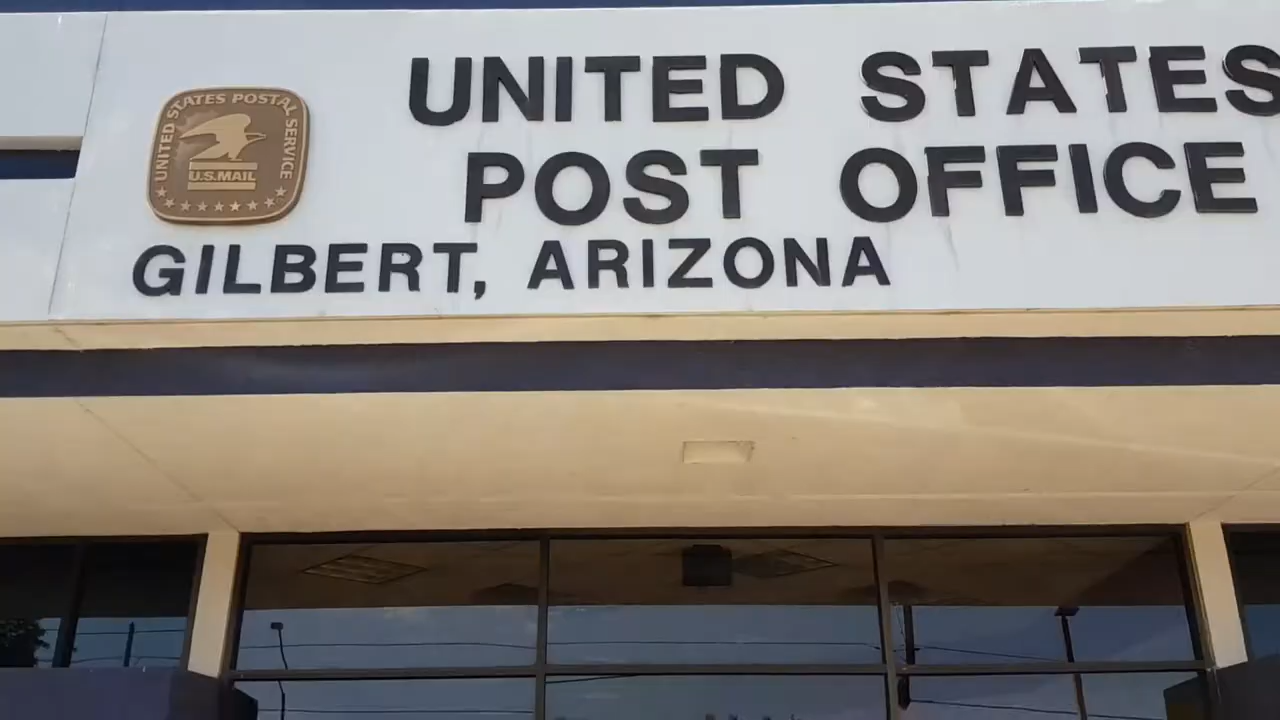 UNITED STATES
POST OFFICE
GILBERT, ARIZONA
UNITED STATES POSTAL SERVICE
U.S.MAIL